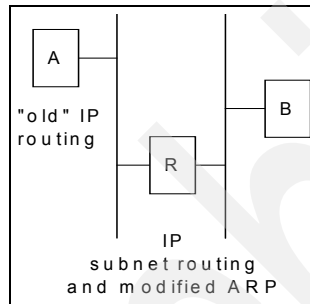 A
B
"old" IP
routing
R
IP
subnet routing
and modified ARP